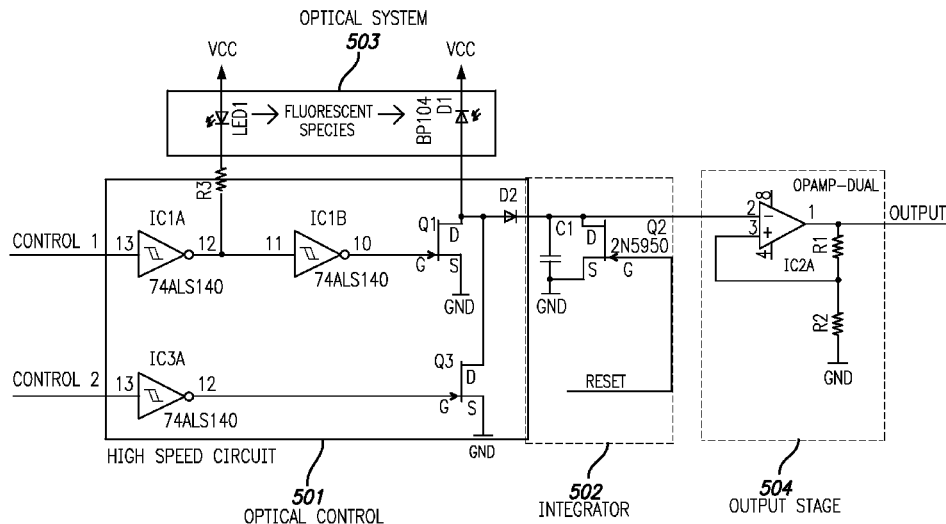 OPTICAL SYSTEM
503
VCC
VCC
LED1
FLUORESCENT
SPECIES
BP104
D1
R3
D2
OPAMP-DUAL
8
IC1A
IC1B
Q1
D
C1
Q2
2
1
OUTPUT
CONTROL 1
13
12
11
10
G
S
D
2N5950
3
IC2A
R1
74ALS140
74ALS140
S
G
4
GND
GND
R2
IC3A
Q3
D
RESET
GND
CONTROL 2
13
12
G
S
74ALS140
GND
HIGH SPEED CIRCUIT
501
OPTICAL CONTROL
502
INTEGRATOR
504
OUTPUT STAGE